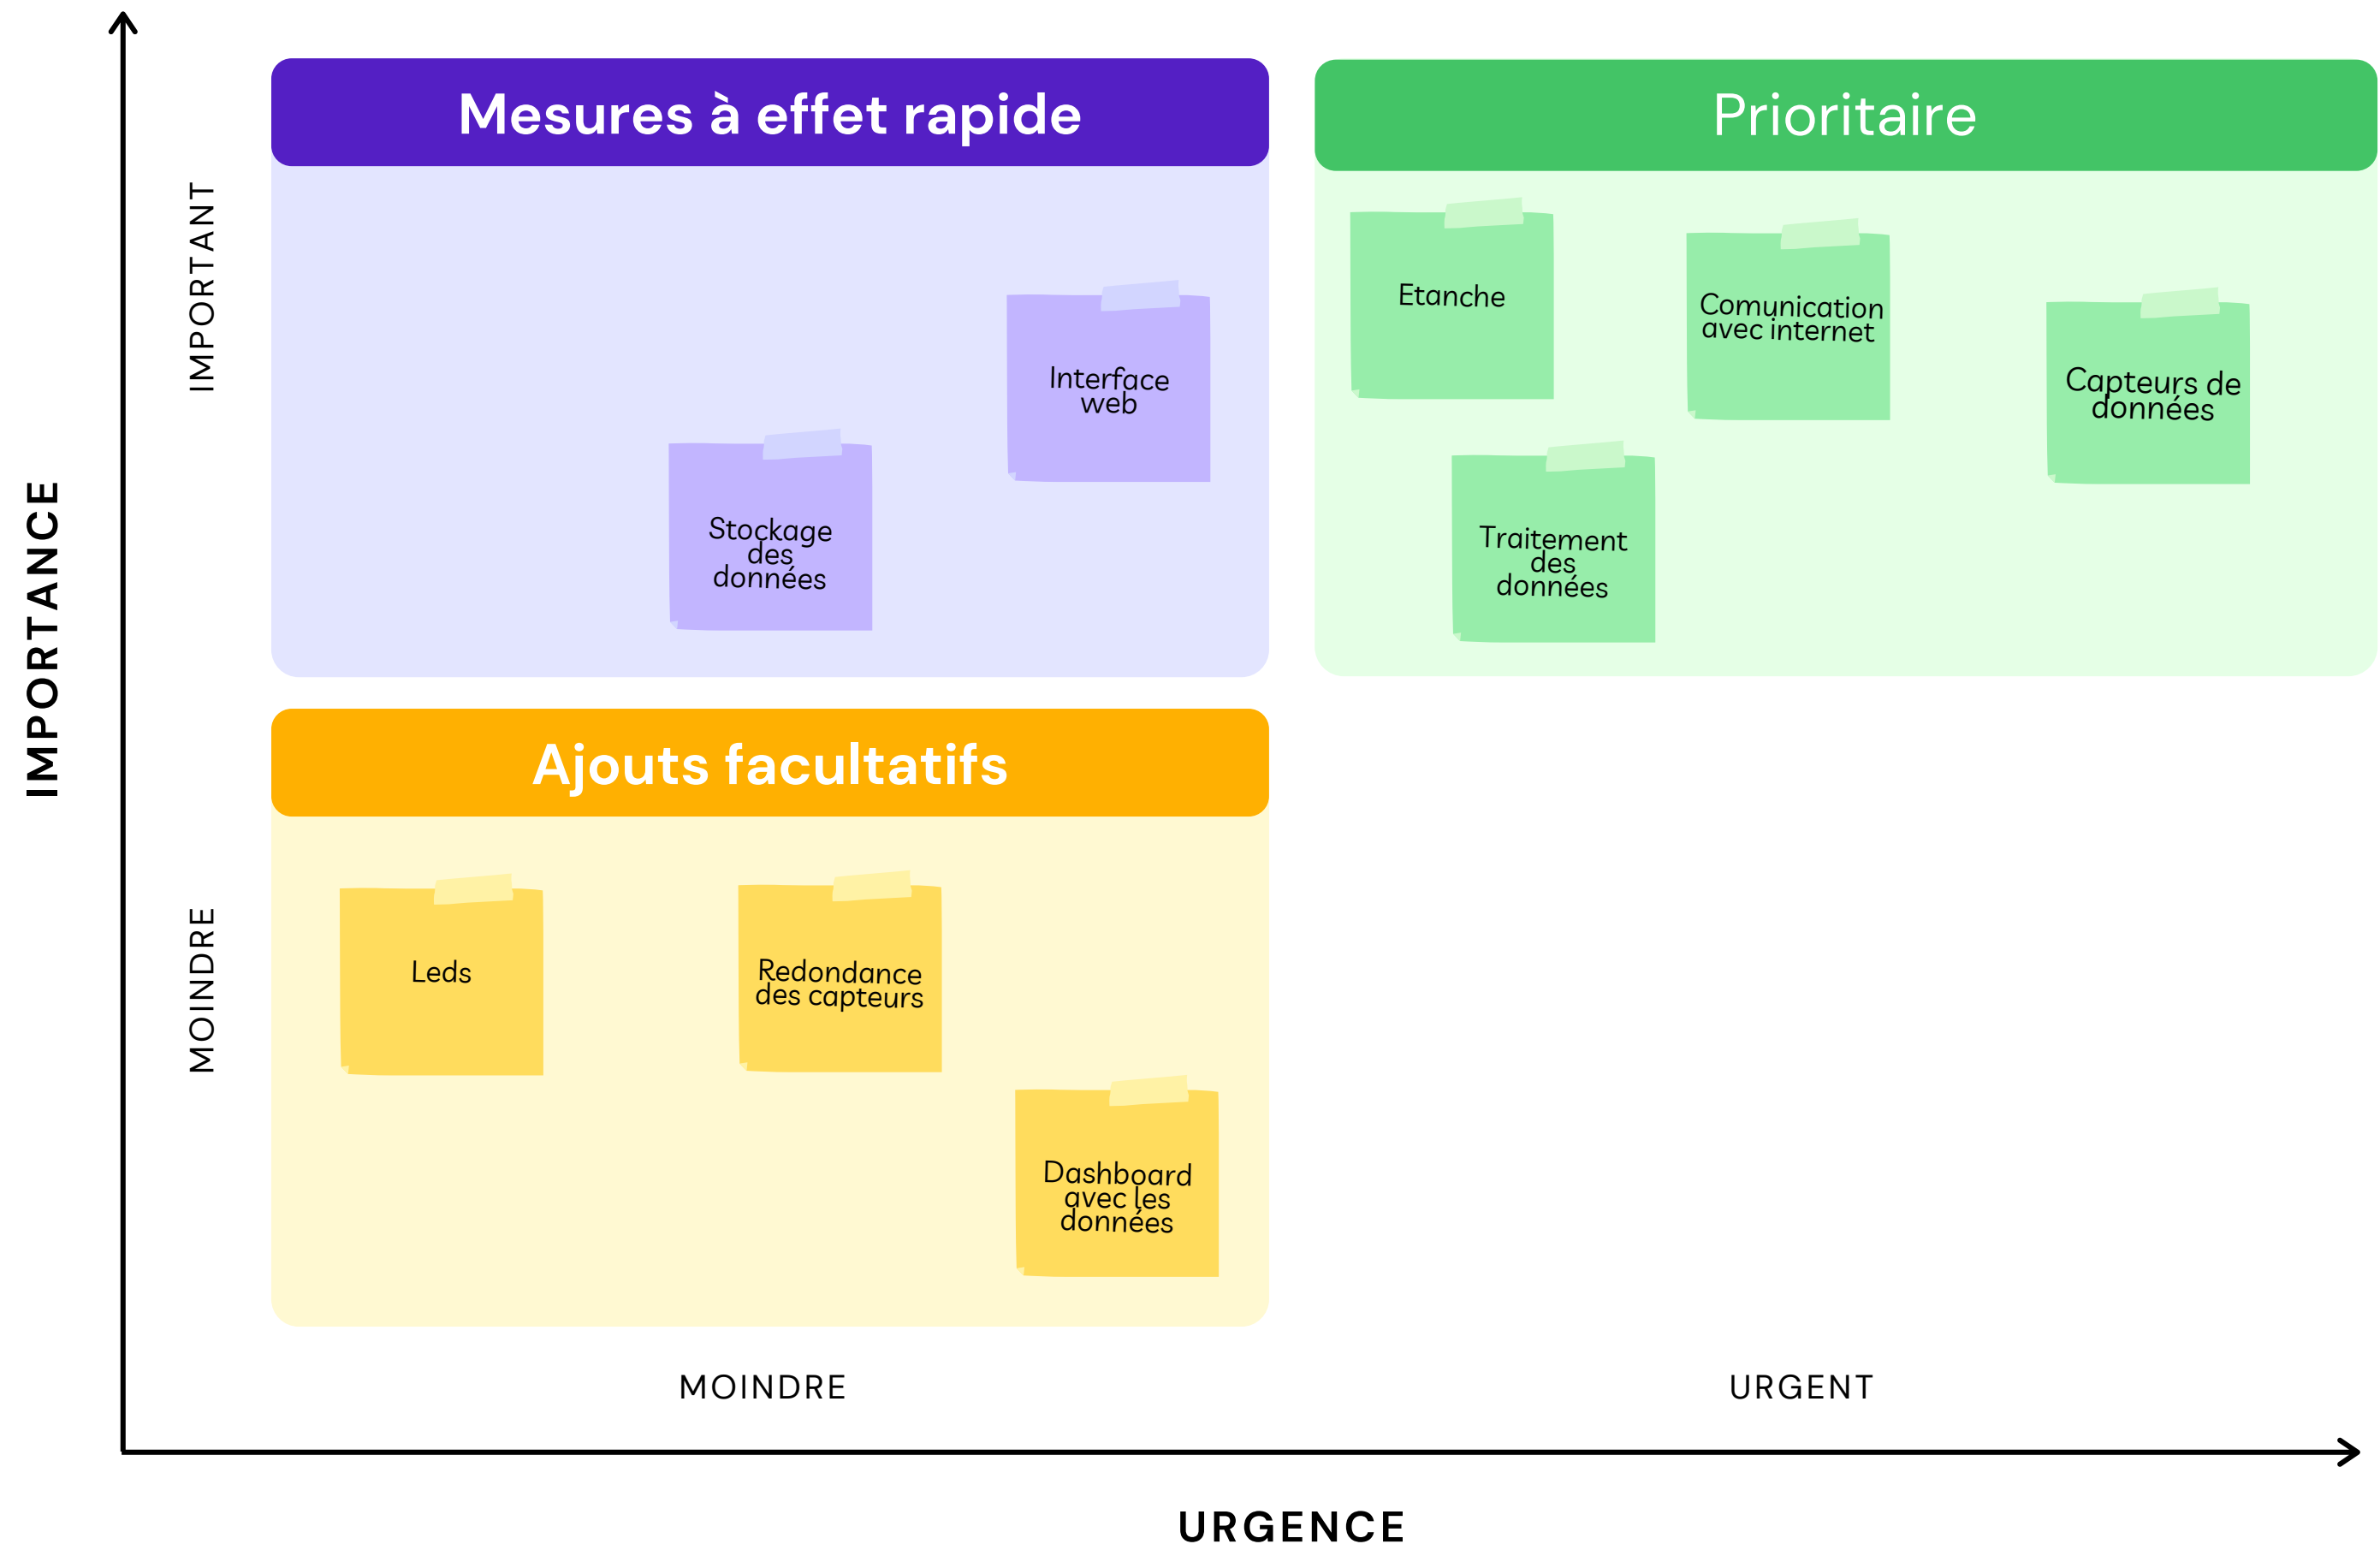 IMPORTANCE
IMPORTANT
MOINDRE
Mesures à effet rapide
Interface
web
Stockage
des
données
Prioritaire
Etanche
Comunication
avec internet
Capteurs de
données
Traitement
des
données
Ajouts facultatifs
Leds
Redondance
des capteurs
Dashboard
avec les
données
MOINDRE
URGENT
URGENCE